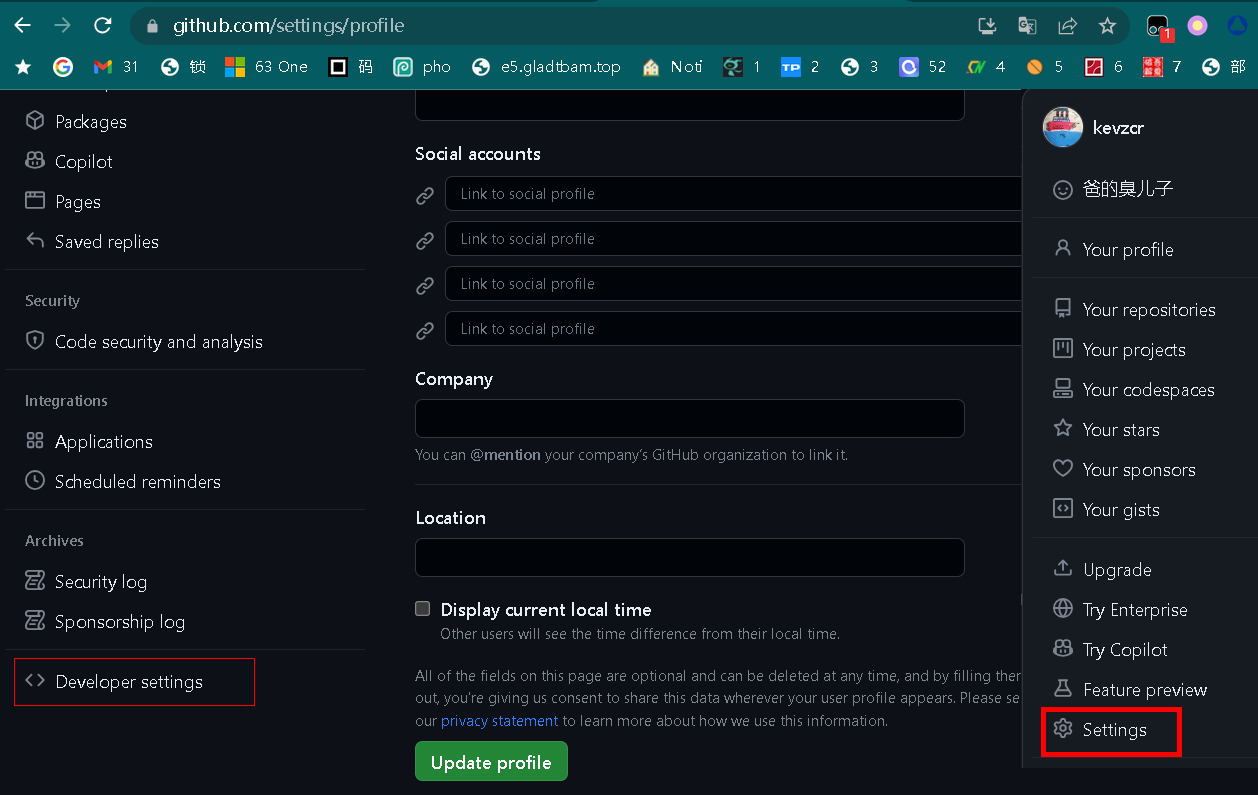 github.com/settings/profile
1
31
锁
63 One
码
pho
e5.gladtbam.top
Noti
1
TP
2
3
52
4
5
6
7
部
Packages
Copilot
Pages
Saved replies
Security
Code security and analysis
Integrations
Applications
Scheduled reminders
Archives
Security log
Sponsorship log
Developer settings
Social accounts
Link to social profile
Link to social profile
Link to social profile
Link to social profile
Company
You can @mention your company's GitHub organization to link it.
Location
Display current local time
Other users will see the time difference from their local time.
All of the fields on this page are optional and can be deleted at any time, and by filling ther
out, you're giving us consent to share this data wherever your user profile appears. Please se
our privacy statement to learn more about how we use this information.
Update profile
kevzcr
爸的臭儿子
Your profile
Your repositories
Your projects
Your codespaces
Your stars
Your sponsors
Your gists
Upgrade
Try Enterprise
Try Copilot
Feature preview
Settings